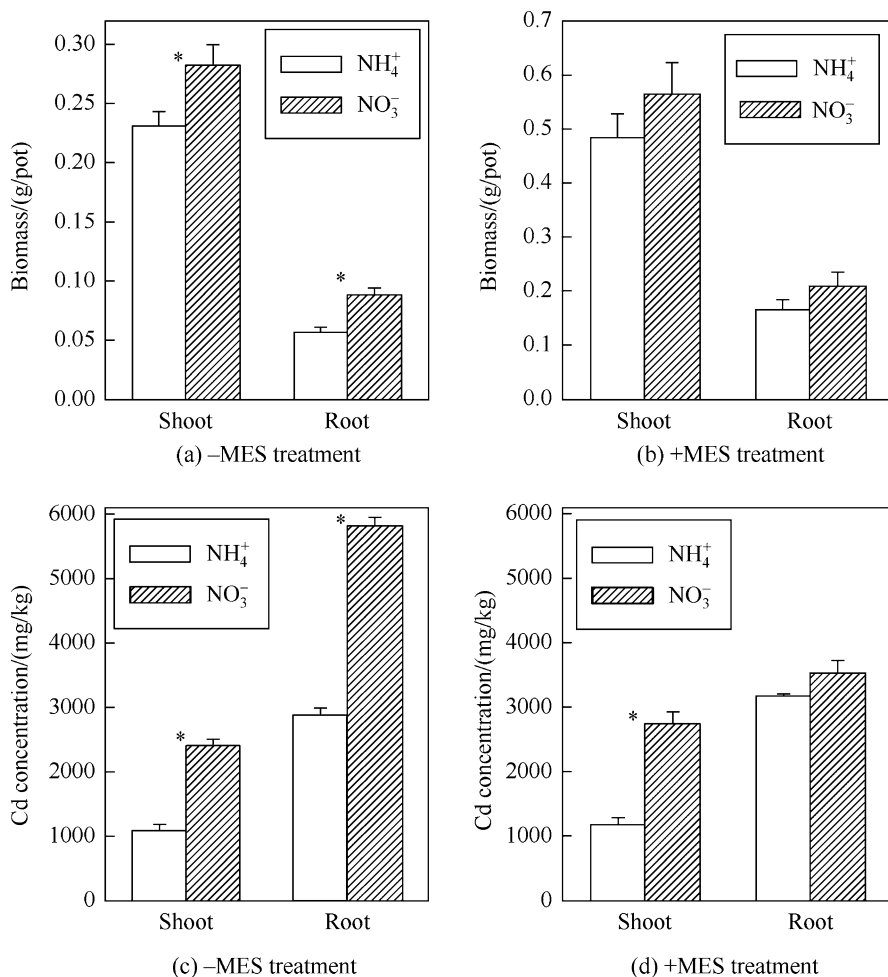 0.30
0.25
0.20
0.15
0.10
0.05
0.00
Biomass/(g/pot)
*
*
NH₄⁺
NO₃⁻
Shoot
Root
(a) –MES treatment
0.7
0.6
0.5
0.4
0.3
0.2
0.1
0.0
Biomass/(g/pot)
NH₄⁺
NO₃⁻
Shoot
Root
(b) +MES treatment
6000
5000
4000
3000
2000
1000
0
Cd concentration/(mg/kg)
NH₄⁺
NO₃⁻
*
*
Shoot
Root
(c) –MES treatment
6000
5000
4000
3000
2000
1000
0
Cd concentration/(mg/kg)
NH₄⁺
NO₃⁻
*
Shoot
Root
(d) +MES treatment